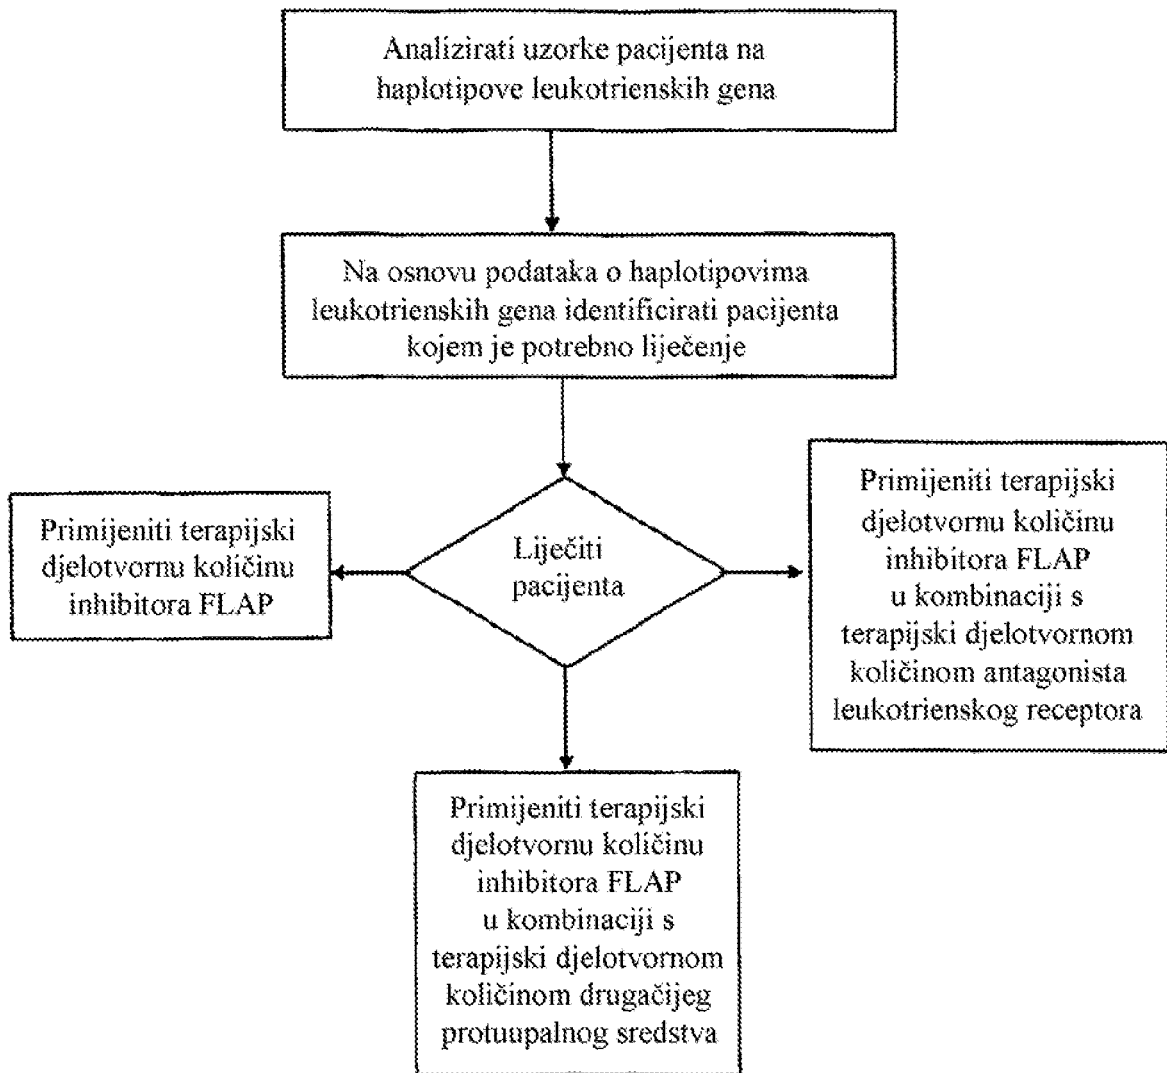 Analizirati uzorke pacijenta na
haplotipove leukotrienskih gena
Na osnovu podataka o haplotipovima
leukotrienskih gena identificirati pacijenta
kojem je potrebno liječenje
Liječiti
pacijenta
Primijeniti terapijski
djelotvornu količinu
inhibitora FLAP
Primijeniti terapijski
djelotvornu količinu
inhibitora FLAP
u kombinaciji s
terapijski djelotvornom
količinom antagonista
leukotrienskog receptora
Primijeniti terapijski
djelotvornu količinu
inhibitora FLAP
u kombinaciji s
terapijski djelotvornom
količinom drugačijeg
protuupalnog sredstva